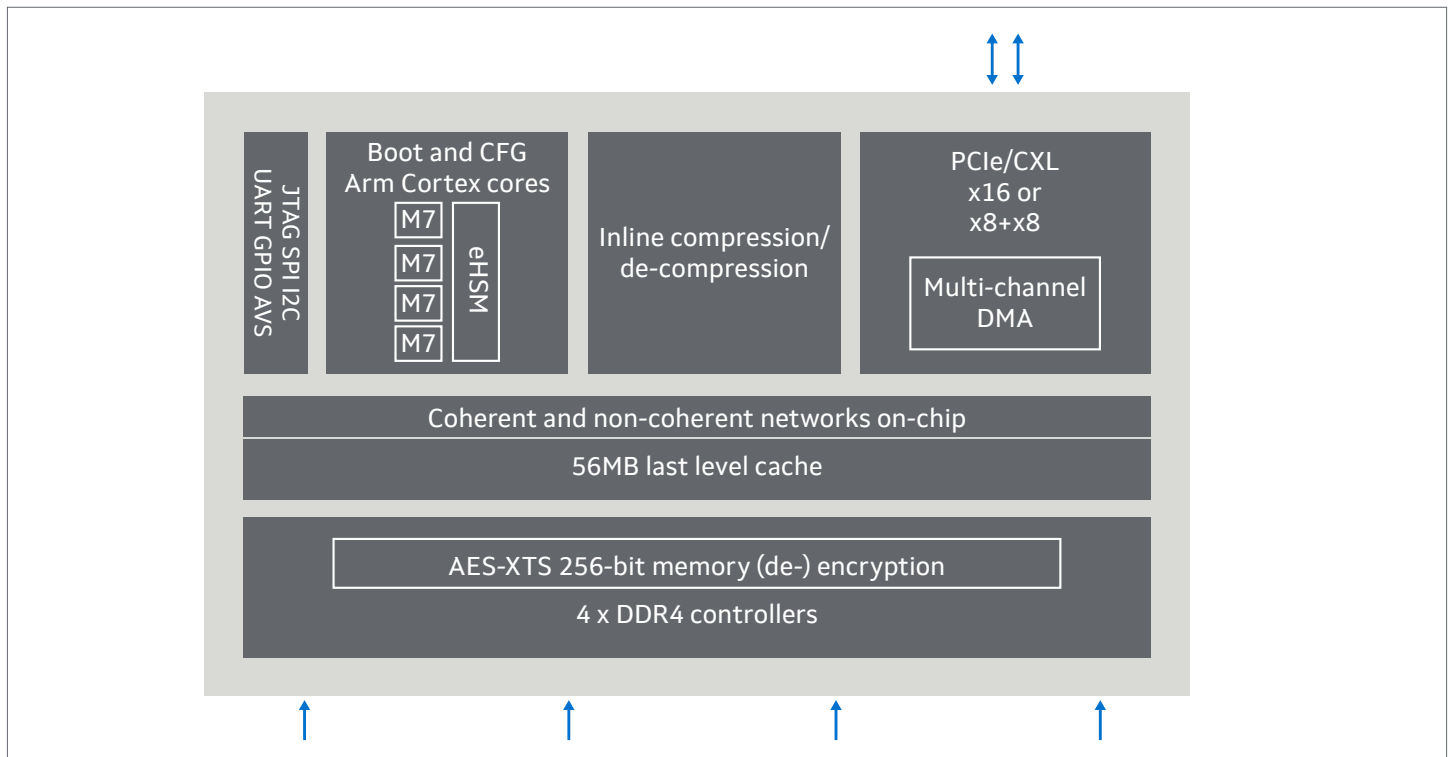 JTAG SPI I2C
UART GPIO AVS
Boot and CFG
Arm Cortex cores
M7
M7
M7
M7
eHSM
Inline compression/
de-compression
PCIe/CXL
x16 or
x8+x8
Multi-channel
DMA
Coherent and non-coherent networks on-chip
56MB last level cache
AES-XTS 256-bit memory (de-) encryption
4 x DDR4 controllers